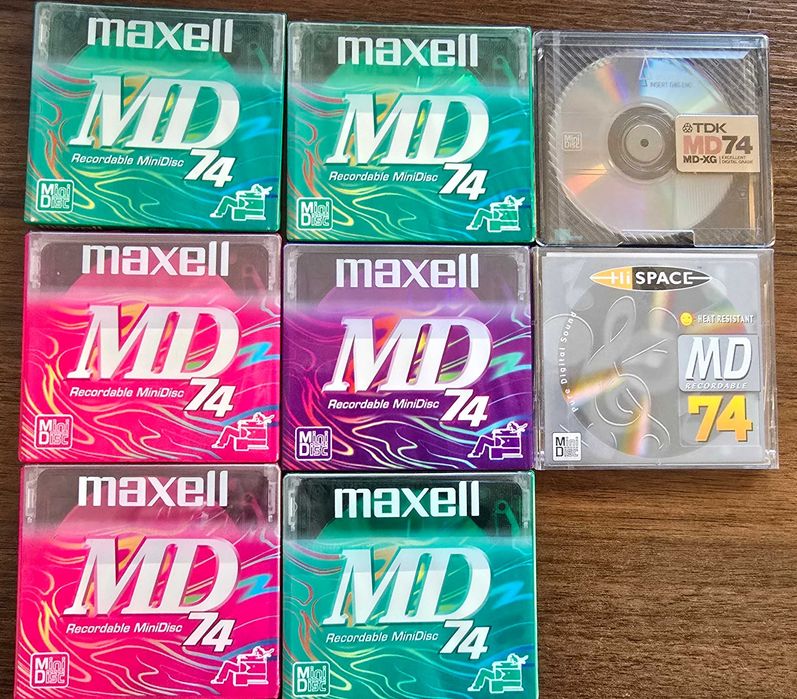 maxell
MD
Recordable MiniDisc
74
Mini
Disc
maxell
MD
Recordable MiniDisc
74
Mini
Disc
INSERT THIS END
Mini
Disc
TDK
MD74
MD-XG
EXCELLENT
DIGITAL GRADE
maxell
MD
Recordable MiniDisc
74
Mini
Disc
maxell
MD
Recordable MiniDisc
74
Mini
Disc
Hi SPACE
HEAT RESISTANT
Pure Digital Sound
MD
RECORDABLE
74
Mini
Disc
maxell
MD
Recordable MiniDisc
74
Mini
Disc
maxell
MD
Recordable MiniDisc
74
Mini
Disc